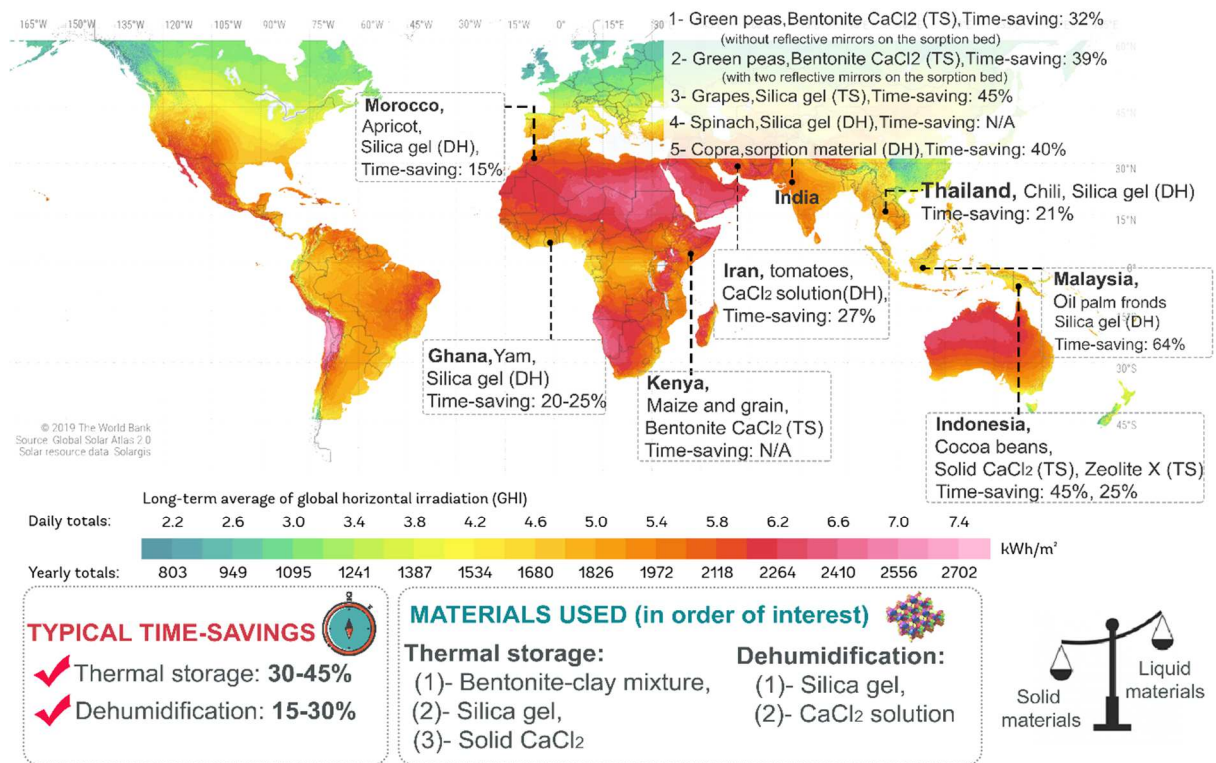 165°W 150°W 135°W 120°W 105°W 90°W 75°W 60°W 45°W 30°W 15°W 0° 15°E 30
1- Green peas,Bentonite CaCl2 (TS),Time-saving: 32%
(without reflective mirrors on the sorption bed)
2- Green peas,Bentonite CaCl2 (TS),Time-saving: 39%
(with two reflective mirrors on the sorption bed)
3- Grapes,Silica gel (TS),Time-saving: 45%
4- Spinach,Silica gel (DH),Time-saving: N/A
5- Copra,sorption material (DH),Time-saving: 40%
60°N
45°N
30°N
15°N
0°
15°S
30°S
45°S
Morocco,
Apricot,
Silica gel (DH),
Time-saving: 15%
India
Thailand, Chili, Silica gel (DH)
Time-saving: 21%
Iran, tomatoes,
CaCl2 solution(DH),
Time-saving: 27%
Malaysia,
Oil palm fronds
Silica gel (DH)
Time-saving: 64%
Ghana,Yam,
Silica gel (DH)
Time-saving: 20-25%
Kenya,
Maize and grain,
Bentonite CaCl2 (TS)
Time-saving: N/A
Indonesia,
Cocoa beans,
Solid CaCl2 (TS), Zeolite X (TS)
Time-saving: 45%, 25%
© 2019 The World Bank
Source: Global Solar Atlas 2.0
Solar resource data: Solargis
Long-term average of global horizontal irradiation (GHI)
Daily totals: 2.2 2.6 3.0 3.4 3.8 4.2 4.6 5.0 5.4 5.8 6.2 6.6 7.0 7.4
kWh/m²
Yearly totals: 803 949 1095 1241 1387 1534 1680 1826 1972 2118 2264 2410 2556 2702
TYPICAL TIME-SAVINGS
Thermal storage: 30-45%
Dehumidification: 15-30%
MATERIALS USED (in order of interest)
Thermal storage:
(1)- Bentonite-clay mixture,
(2)- Silica gel,
(3)- Solid CaCl2
Dehumidification:
(1)- Silica gel,
(2)- CaCl2 solution
Solid
materials
Liquid
materials